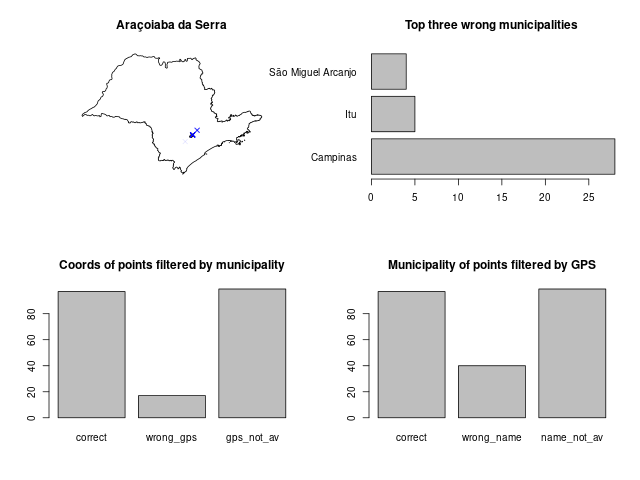 Araçoiaba da Serra
Top three wrong municipalities
São Miguel Arcanjo
Itu
Campinas
0 5 10 15 20 25
Coords of points filtered by municipality
0 20 40 60 80
correct wrong_gps gps_not_av
Municipality of points filtered by GPS
0 20 40 60 80
correct wrong_name name_not_av